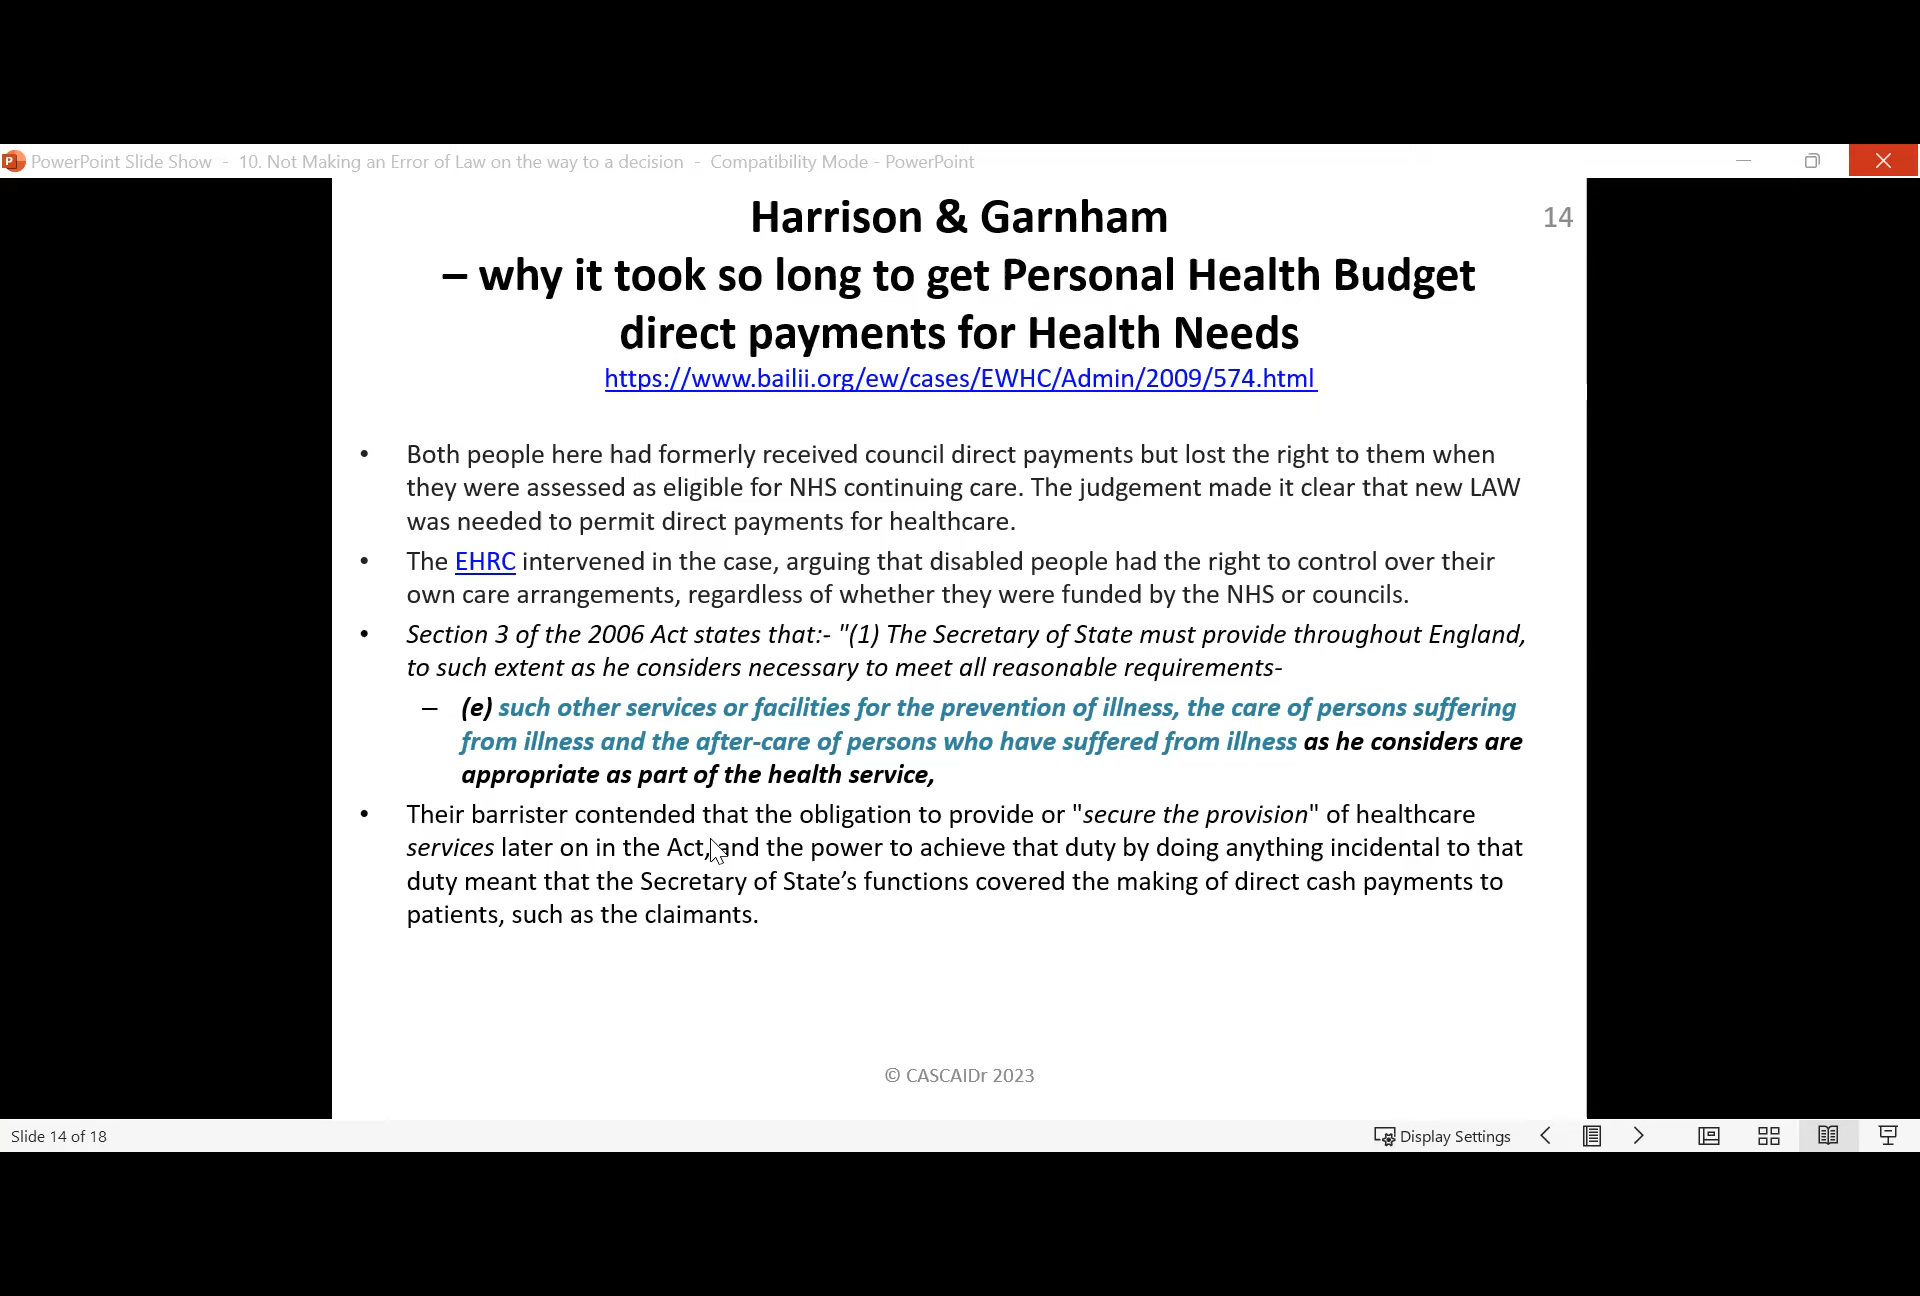 PowerPoint Slide Show - 10. Not Making an Error of Law on the way to a decision - Compatibility Mode - PowerPoint
Harrison & Garnham
14
– why it took so long to get Personal Health Budget
direct payments for Health Needs
https://www.bailii.org/ew/cases/EWHC/Admin/2009/574.html
• Both people here had formerly received council direct payments but lost the right to them when
they were assessed as eligible for NHS continuing care. The judgement made it clear that new LAW
was needed to permit direct payments for healthcare.
• The EHRC intervened in the case, arguing that disabled people had the right to control over their
own care arrangements, regardless of whether they were funded by the NHS or councils.
• Section 3 of the 2006 Act states that:- "(1) The Secretary of State must provide throughout England,
to such extent as he considers necessary to meet all reasonable requirements-
– (e) such other services or facilities for the prevention of illness, the care of persons suffering
from illness and the after-care of persons who have suffered from illness as he considers are
appropriate as part of the health service,
• Their barrister contended that the obligation to provide or "secure the provision" of healthcare
services later on in the Act, and the power to achieve that duty by doing anything incidental to that
duty meant that the Secretary of State’s functions covered the making of direct cash payments to
patients, such as the claimants.
© CASCAIDr 2023
Slide 14 of 18
Display Settings